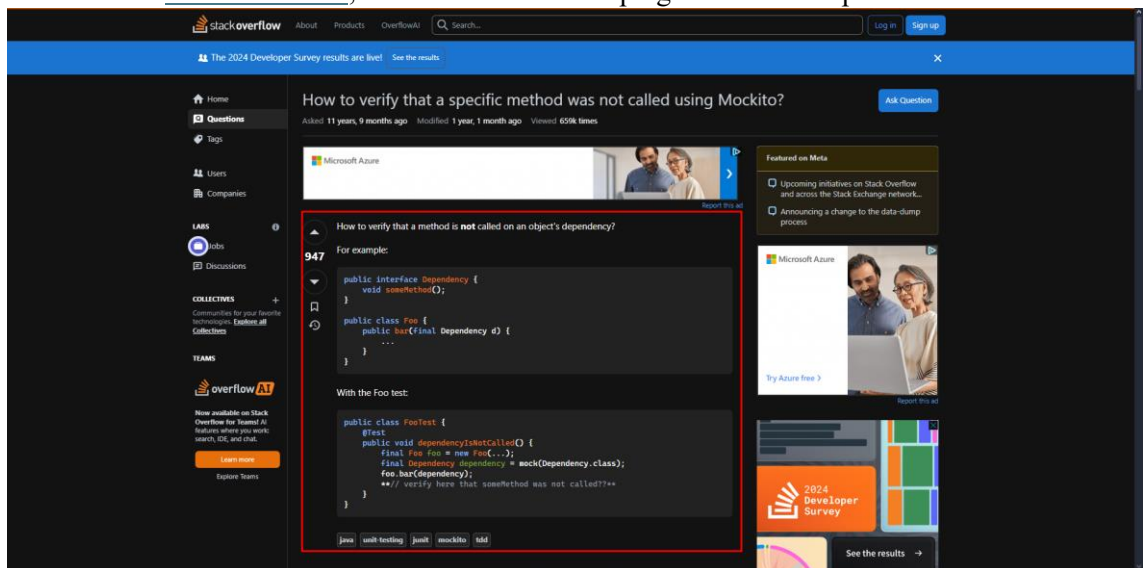 stackoverflow About Products OverflowAI Search... Log in Sign up
The 2024 Developer Survey results are live! See the results
Home
Questions
Tags
Users
Companies
LABS
Jobs
Discussions
COLLECTIVES
Communities for your favorite
technologies. Explore all
Collectives
TEAMS
overflow AI
Now available on Stack
Overflow for Teams! AI
features where you work:
search, IDE, and chat.
Learn more
Explore Teams
How to verify that a specific method was not called using Mockito?
Ask Question
Asked 11 years, 9 months ago Modified 1 year, 1 month ago Viewed 659k times
Microsoft Azure
Report this ad
947
How to verify that a method is not called on an object's dependency?
For example:
public interface Dependency {
void someMethod();
}
public class Foo {
public bar(final Dependency d) {
...
}
}
With the Foo test:
public class FooTest {
@Test
public void dependencyIsNotCalled() {
final Foo foo = new Foo(...);
final Dependency dependency = mock(Dependency.class);
foo.bar(dependency);
**// verify here that someMethod was not called??**
}
}
java unit-testing junit mockito tdd
Featured on Meta
Upcoming initiatives on Stack Overflow
and across the Stack Exchange network...
Announcing a change to the data-dump
process
Microsoft Azure
Try Azure free >
Report this ad
2024
Developer
Survey
See the results →